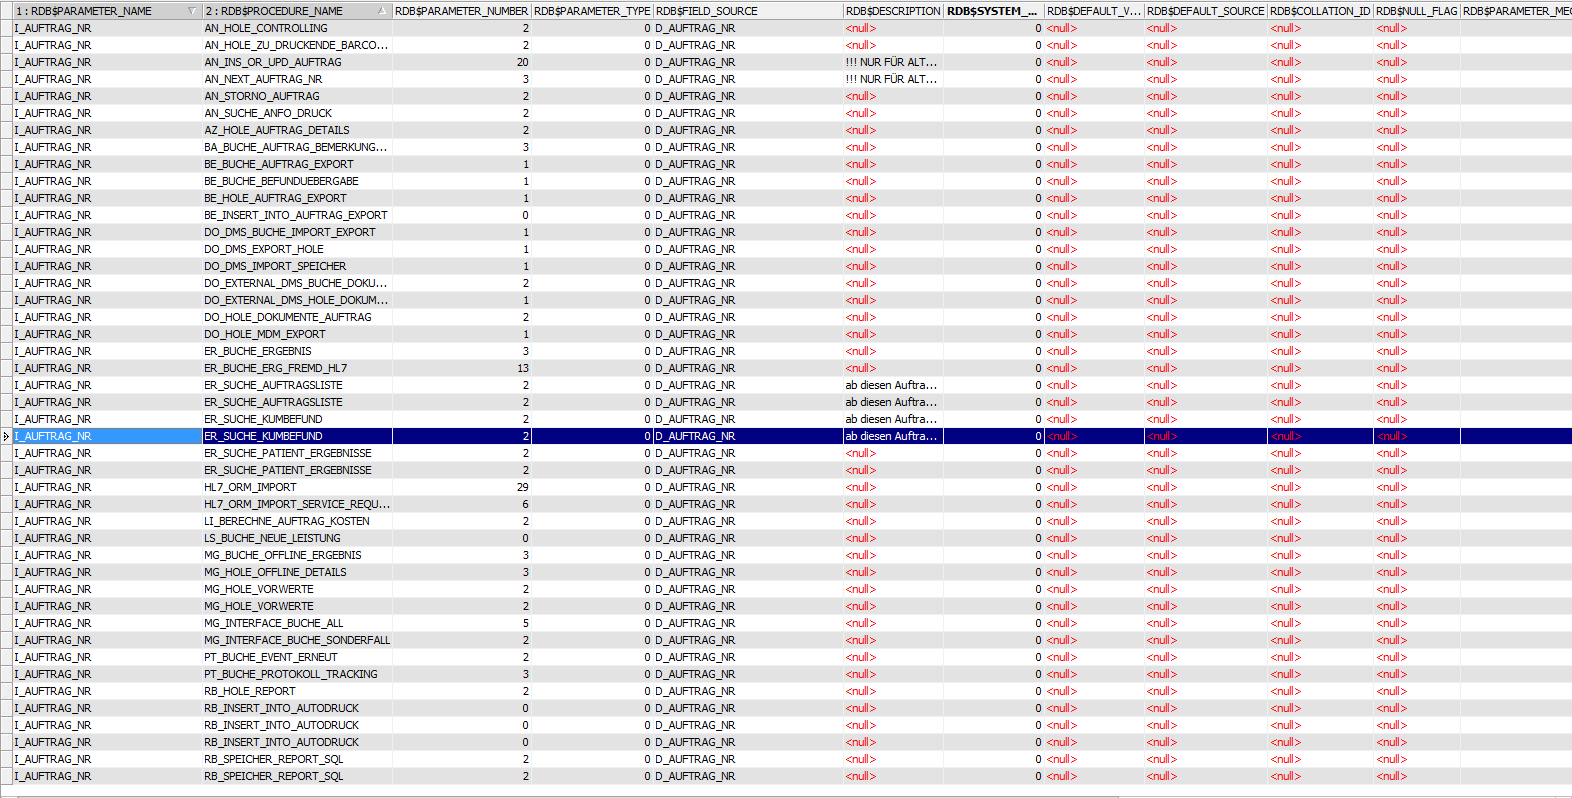 1 : RDB$PARAMETER_NAME 2 : RDB$PROCEDURE_NAME RDB$PARAMETER_NUMBER RDB$PARAMETER_TYPE RDB$FIELD_SOURCE RDB$DESCRIPTION RDB$SYSTEM_... RDB$DEFAULT_V... RDB$DEFAULT_SOURCE RDB$COLLATION_ID RDB$NULL_FLAG RDB$PARAMETER_MEC
I_AUFTRAG_NR AN_HOLE_CONTROLLING 2 0 D_AUFTRAG_NR <null> 0 <null> <null> <null> <null>
I_AUFTRAG_NR AN_HOLE_ZU_DRUCKENDE_BARCO... 2 0 D_AUFTRAG_NR <null> 0 <null> <null> <null> <null>
I_AUFTRAG_NR AN_INS_OR_UPD_AUFTRAG 20 0 D_AUFTRAG_NR !!! NUR FÜR ALT... 0 <null> <null> <null> <null>
I_AUFTRAG_NR AN_NEXT_AUFTRAG_NR 3 0 D_AUFTRAG_NR !!! NUR FÜR ALT... 0 <null> <null> <null> <null>
I_AUFTRAG_NR AN_STORNO_AUFTRAG 2 0 D_AUFTRAG_NR <null> 0 <null> <null> <null> <null>
I_AUFTRAG_NR AN_SUCHE_ANFO_DRUCK 2 0 D_AUFTRAG_NR <null> 0 <null> <null> <null> <null>
I_AUFTRAG_NR AZ_HOLE_AUFTRAG_DETAILS 2 0 D_AUFTRAG_NR <null> 0 <null> <null> <null> <null>
I_AUFTRAG_NR BA_BUCHE_AUFTRAG_BEMERKUNG... 3 0 D_AUFTRAG_NR <null> 0 <null> <null> <null> <null>
I_AUFTRAG_NR BE_BUCHE_AUFTRAG_EXPORT 1 0 D_AUFTRAG_NR <null> 0 <null> <null> <null> <null>
I_AUFTRAG_NR BE_BUCHE_BEFUNDUEBERGABE 1 0 D_AUFTRAG_NR <null> 0 <null> <null> <null> <null>
I_AUFTRAG_NR BE_HOLE_AUFTRAG_EXPORT 1 0 D_AUFTRAG_NR <null> 0 <null> <null> <null> <null>
I_AUFTRAG_NR BE_INSERT_INTO_AUFTRAG_EXPORT 0 0 D_AUFTRAG_NR <null> 0 <null> <null> <null> <null>
I_AUFTRAG_NR DO_DMS_BUCHE_IMPORT_EXPORT 1 0 D_AUFTRAG_NR <null> 0 <null> <null> <null> <null>
I_AUFTRAG_NR DO_DMS_EXPORT_HOLE 1 0 D_AUFTRAG_NR <null> 0 <null> <null> <null> <null>
I_AUFTRAG_NR DO_DMS_IMPORT_SPEICHER 1 0 D_AUFTRAG_NR <null> 0 <null> <null> <null> <null>
I_AUFTRAG_NR DO_EXTERNAL_DMS_BUCHE_DOKU... 2 0 D_AUFTRAG_NR <null> 0 <null> <null> <null> <null>
I_AUFTRAG_NR DO_EXTERNAL_DMS_HOLE_DOKUM... 1 0 D_AUFTRAG_NR <null> 0 <null> <null> <null> <null>
I_AUFTRAG_NR DO_HOLE_DOKUMENTE_AUFTRAG 2 0 D_AUFTRAG_NR <null> 0 <null> <null> <null> <null>
I_AUFTRAG_NR DO_HOLE_MDM_EXPORT 1 0 D_AUFTRAG_NR <null> 0 <null> <null> <null> <null>
I_AUFTRAG_NR ER_BUCHE_ERGEBNIS 3 0 D_AUFTRAG_NR <null> 0 <null> <null> <null> <null>
I_AUFTRAG_NR ER_BUCHE_ERG_FREMD_HL7 13 0 D_AUFTRAG_NR <null> 0 <null> <null> <null> <null>
I_AUFTRAG_NR ER_SUCHE_AUFTRAGSLISTE 2 0 D_AUFTRAG_NR ab diesen Auftra... 0 <null> <null> <null> <null>
I_AUFTRAG_NR ER_SUCHE_AUFTRAGSLISTE 2 0 D_AUFTRAG_NR ab diesen Auftra... 0 <null> <null> <null> <null>
I_AUFTRAG_NR ER_SUCHE_KUMBEFUND 2 0 D_AUFTRAG_NR ab diesen Auftra... 0 <null> <null> <null> <null>
I_AUFTRAG_NR ER_SUCHE_KUMBEFUND 2 0 D_AUFTRAG_NR ab diesen Auftra... 0 <null> <null> <null> <null>
I_AUFTRAG_NR ER_SUCHE_PATIENT_ERGEBNISSE 2 0 D_AUFTRAG_NR <null> 0 <null> <null> <null> <null>
I_AUFTRAG_NR ER_SUCHE_PATIENT_ERGEBNISSE 2 0 D_AUFTRAG_NR <null> 0 <null> <null> <null> <null>
I_AUFTRAG_NR HL7_ORM_IMPORT 29 0 D_AUFTRAG_NR <null> 0 <null> <null> <null> <null>
I_AUFTRAG_NR HL7_ORM_IMPORT_SERVICE_REQU... 6 0 D_AUFTRAG_NR <null> 0 <null> <null> <null> <null>
I_AUFTRAG_NR LI_BERECHNE_AUFTRAG_KOSTEN 2 0 D_AUFTRAG_NR <null> 0 <null> <null> <null> <null>
I_AUFTRAG_NR LS_BUCHE_NEUE_LEISTUNG 0 0 D_AUFTRAG_NR <null> 0 <null> <null> <null> <null>
I_AUFTRAG_NR MG_BUCHE_OFFLINE_ERGEBNIS 3 0 D_AUFTRAG_NR <null> 0 <null> <null> <null> <null>
I_AUFTRAG_NR MG_HOLE_OFFLINE_DETAILS 3 0 D_AUFTRAG_NR <null> 0 <null> <null> <null> <null>
I_AUFTRAG_NR MG_HOLE_VORWERTE 2 0 D_AUFTRAG_NR <null> 0 <null> <null> <null> <null>
I_AUFTRAG_NR MG_HOLE_VORWERTE 2 0 D_AUFTRAG_NR <null> 0 <null> <null> <null> <null>
I_AUFTRAG_NR MG_INTERFACE_BUCHE_ALL 5 0 D_AUFTRAG_NR <null> 0 <null> <null> <null> <null>
I_AUFTRAG_NR MG_INTERFACE_BUCHE_SONDERFALL 2 0 D_AUFTRAG_NR <null> 0 <null> <null> <null> <null>
I_AUFTRAG_NR PT_BUCHE_EVENT_ERNEUT 2 0 D_AUFTRAG_NR <null> 0 <null> <null> <null> <null>
I_AUFTRAG_NR PT_BUCHE_PROTOKOLL_TRACKING 3 0 D_AUFTRAG_NR <null> 0 <null> <null> <null> <null>
I_AUFTRAG_NR RB_HOLE_REPORT 2 0 D_AUFTRAG_NR <null> 0 <null> <null> <null> <null>
I_AUFTRAG_NR RB_INSERT_INTO_AUTODRUCK 0 0 D_AUFTRAG_NR <null> 0 <null> <null> <null> <null>
I_AUFTRAG_NR RB_INSERT_INTO_AUTODRUCK 0 0 D_AUFTRAG_NR <null> 0 <null> <null> <null> <null>
I_AUFTRAG_NR RB_INSERT_INTO_AUTODRUCK 0 0 D_AUFTRAG_NR <null> 0 <null> <null> <null> <null>
I_AUFTRAG_NR RB_SPEICHER_REPORT_SQL 2 0 D_AUFTRAG_NR <null> 0 <null> <null> <null> <null>
I_AUFTRAG_NR RB_SPEICHER_REPORT_SQL 2 0 D_AUFTRAG_NR <null> 0 <null> <null> <null> <null>